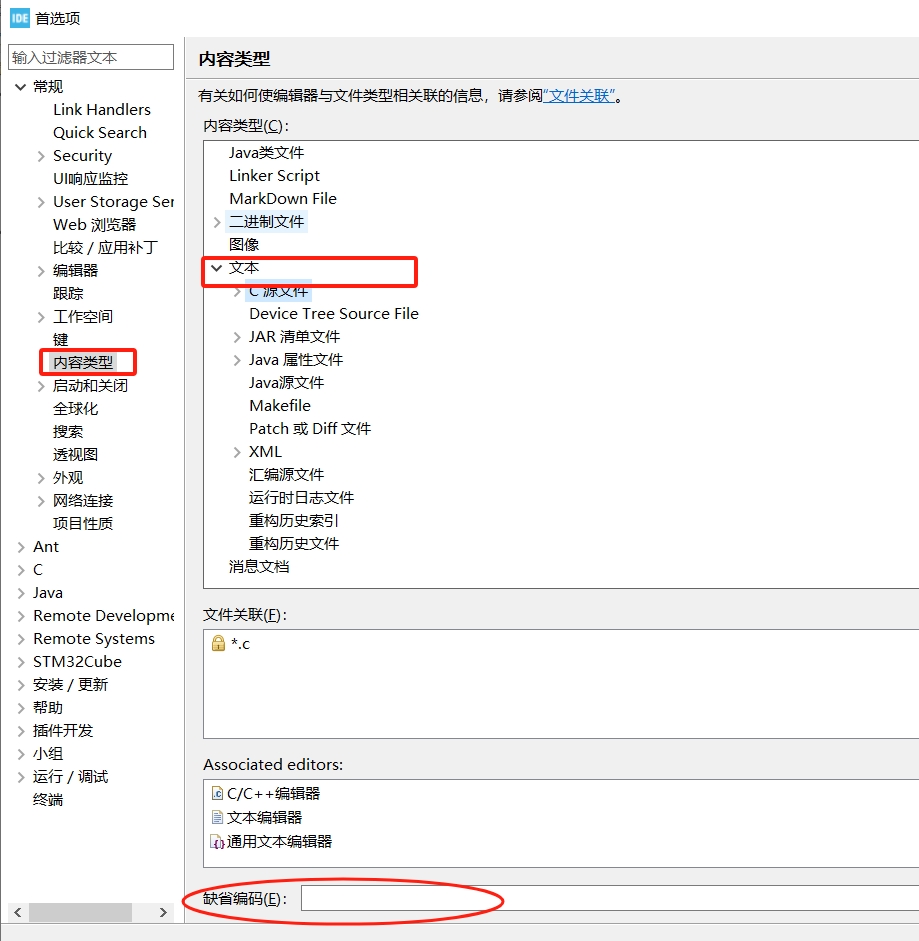 IDE 首选项
输入过滤器文本
常规
Link Handlers
Quick Search
Security
UI响应监控
User Storage Ser
Web 浏览器
比较 / 应用补丁
编辑器
跟踪
工作空间
键
内容类型
启动和关闭
全球化
搜索
透视图
外观
网络连接
项目性质
Ant
C
Java
Remote Developme
Remote Systems
STM32Cube
安装 / 更新
帮助
插件开发
小组
运行 / 调试
终端
内容类型
有关如何使编辑器与文件类型相关联的信息，请参阅“文件关联”。
内容类型(C)：
Java类文件
Linker Script
MarkDown File
二进制文件
图像
文本
C 源文件
Device Tree Source File
JAR 清单文件
Java 属性文件
Java源文件
Makefile
Patch 或 Diff 文件
XML
汇编源文件
运行时日志文件
重构历史索引
重构历史文件
消息文档
文件关联(F)：
*.c
Associated editors:
C/C++编辑器
文本编辑器
通用文本编辑器
缺省编码(E)：